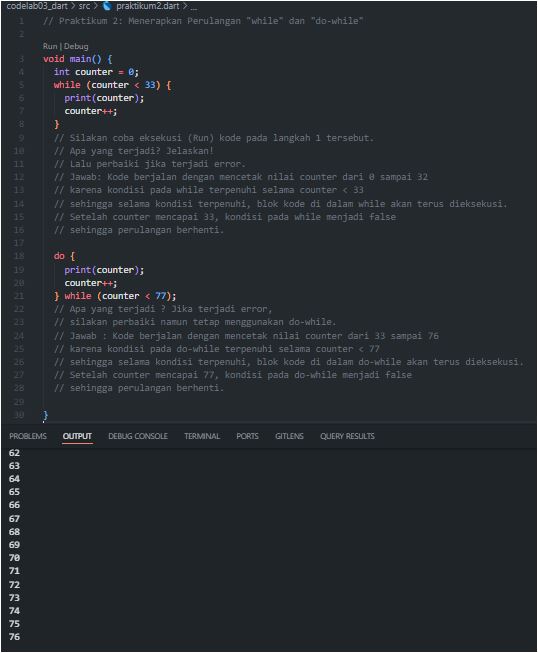 codelab03_dart > src > praktikum2.dart > ...
1 // Praktikum 2: Menerapkan Perulangan "while" dan "do-while"
2
Run | Debug
3 void main() {
4 int counter = 0;
5 while (counter < 33) {
6 print(counter);
7 counter++;
8 }
9 // Silakan coba eksekusi (Run) kode pada langkah 1 tersebut.
10 // Apa yang terjadi? Jelaskan!
11 // Lalu perbaiki jika terjadi error.
12 // Jawab: Kode berjalan dengan mencetak nilai counter dari 0 sampai 32
13 // karena kondisi pada while terpenuhi selama counter < 33
14 // sehingga selama kondisi terpenuhi, blok kode di dalam while akan terus dieksekusi.
15 // Setelah counter mencapai 33, kondisi pada while menjadi false
16 // sehingga perulangan berhenti.
17
18 do {
19 print(counter);
20 counter++;
21 } while (counter < 77);
22 // Apa yang terjadi ? Jika terjadi error,
23 // silakan perbaiki namun tetap menggunakan do-while.
24 // Jawab : Kode berjalan dengan mencetak nilai counter dari 33 sampai 76
25 // karena kondisi pada do-while terpenuhi selama counter < 77
26 // sehingga selama kondisi terpenuhi, blok kode di dalam do-while akan terus dieksekusi.
27 // Setelah counter mencapai 77, kondisi pada do-while menjadi false
28 // sehingga perulangan berhenti.
29
30 }
PROBLEMS OUTPUT DEBUG CONSOLE TERMINAL PORTS GITLENS QUERY RESULTS
62
63
64
65
66
67
68
69
70
71
72
73
74
75
76